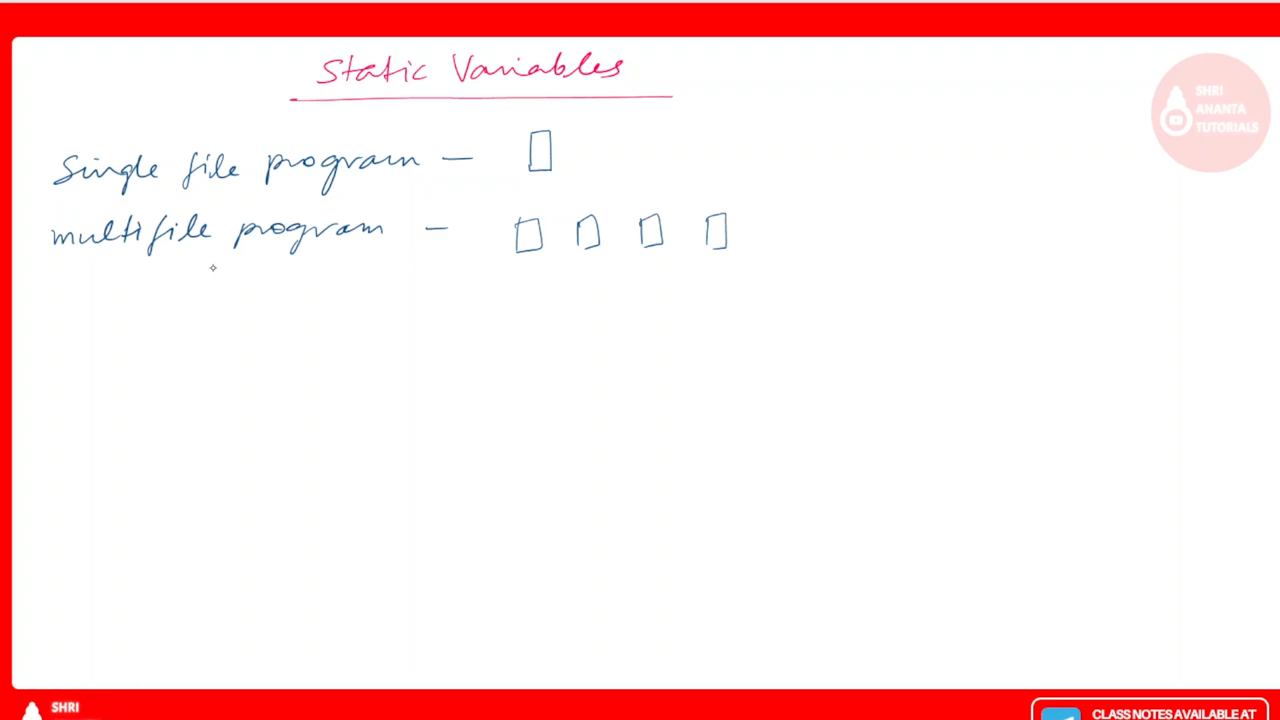 Static Variables
SHRI
ANANTA
TUTORIALS
Single file program —
multifile program —
SHRI
CLASS NOTES AVAILABLE AT